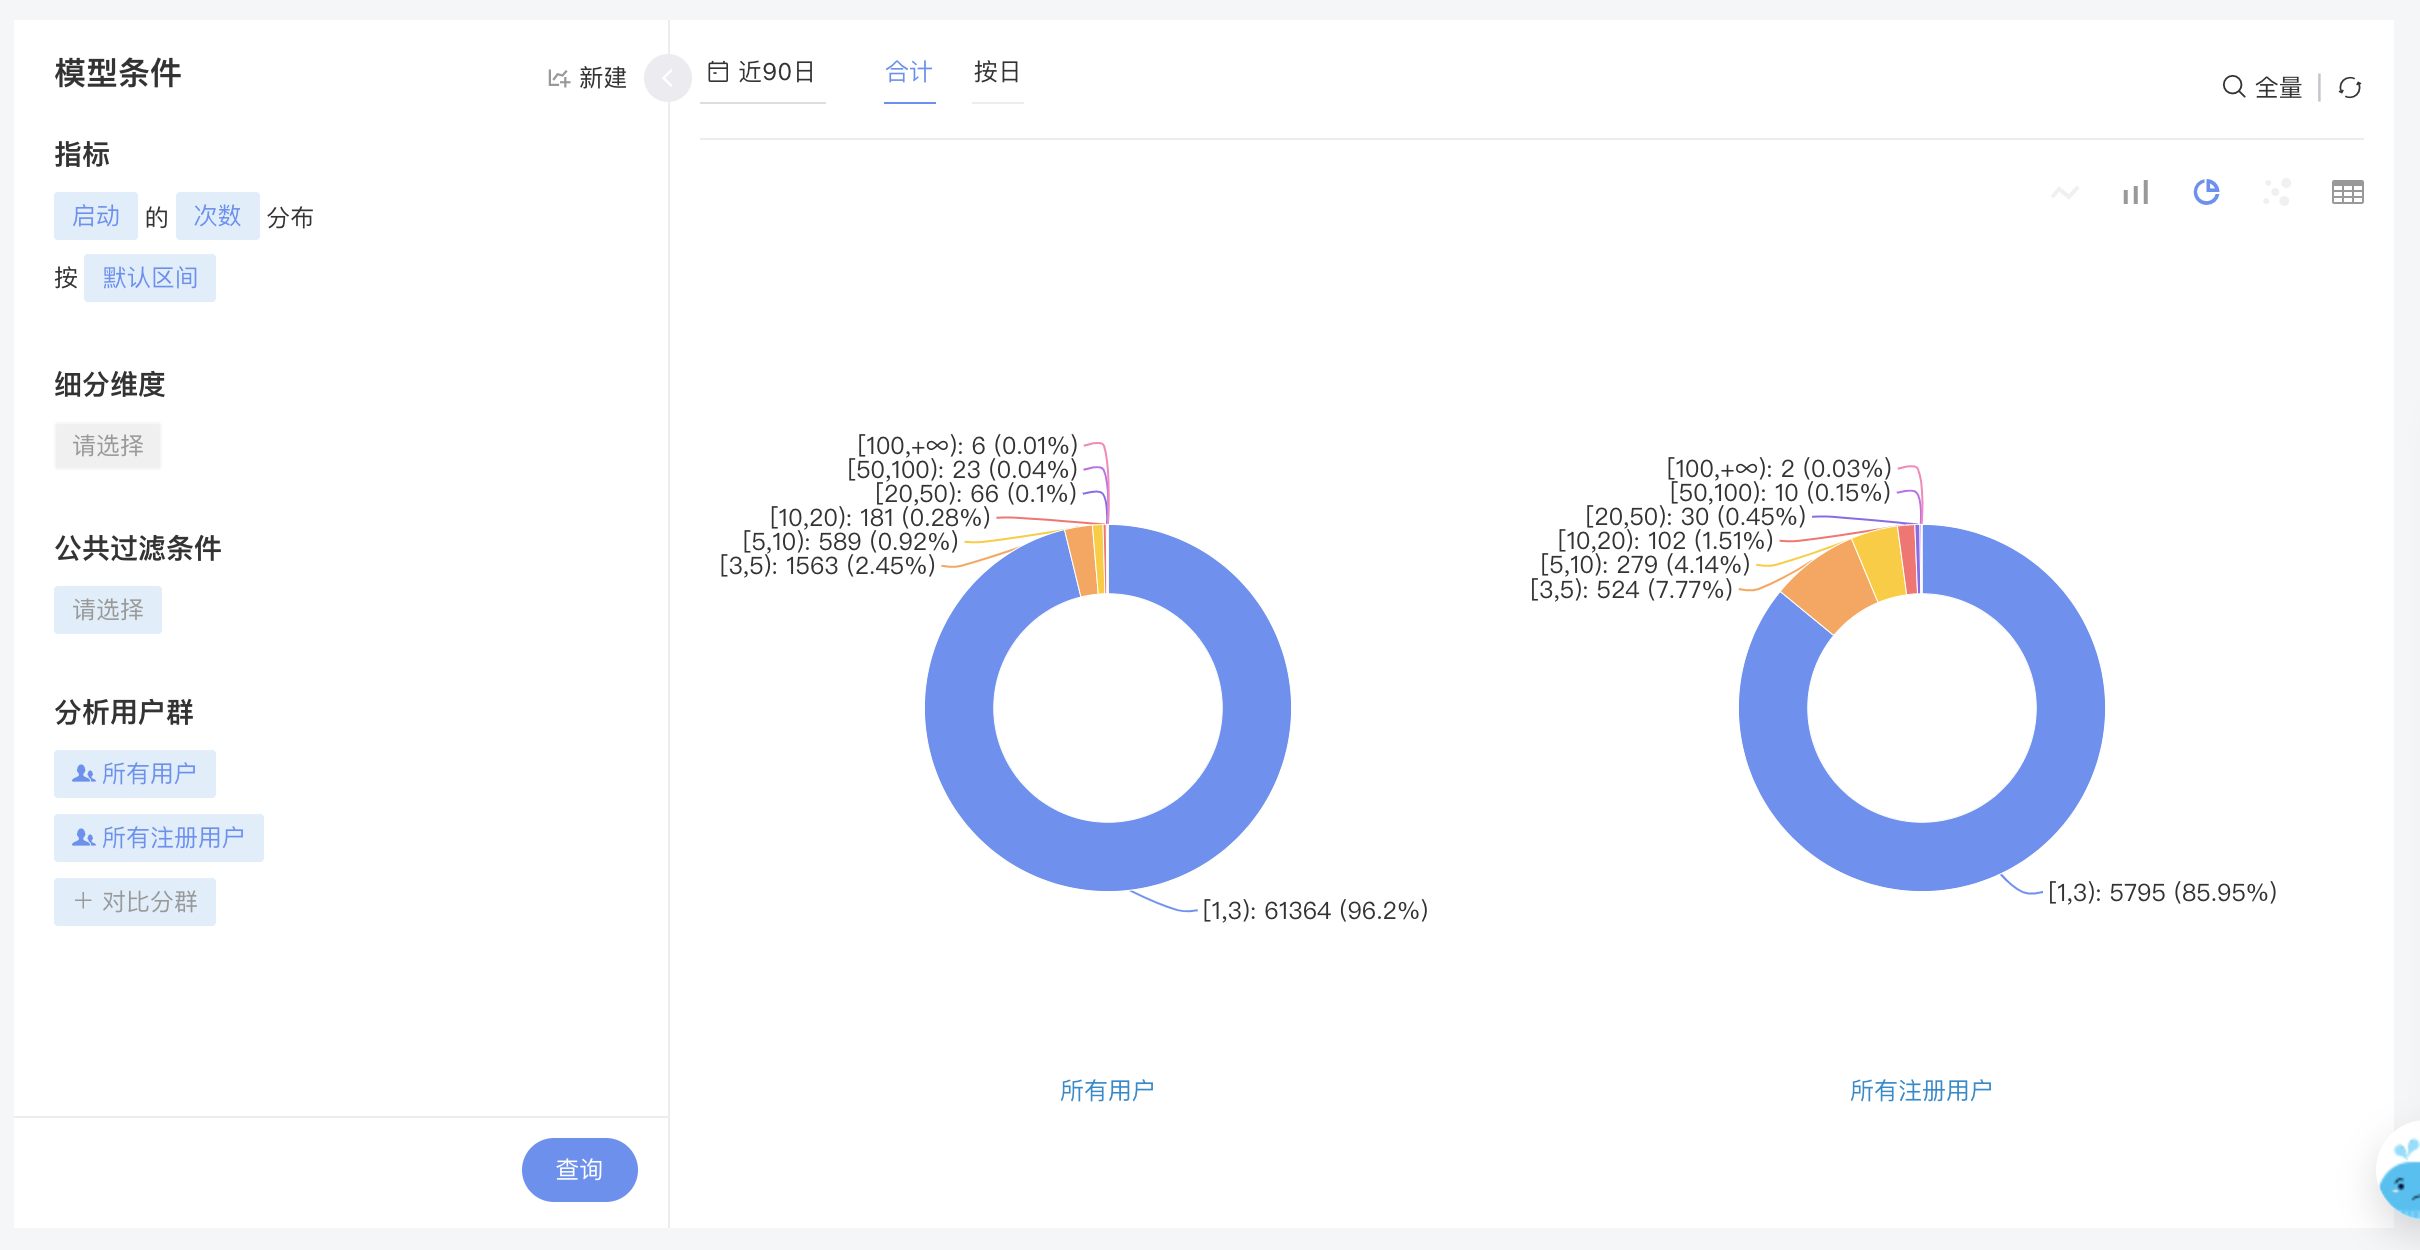 模型条件
新建
指标
启动 的 次数 分布
按 默认区间
细分维度
请选择
公共过滤条件
请选择
分析用户群
所有用户
所有注册用户
+ 对比分群
查询
近90日
合计
按日
全量
[100,+∞): 6 (0.01%)
[50,100): 23 (0.04%)
[20,50): 66 (0.1%)
[10,20): 181 (0.28%)
[5,10): 589 (0.92%)
[3,5): 1563 (2.45%)
[1,3): 61364 (96.2%)
所有用户
[100,+∞): 2 (0.03%)
[50,100): 10 (0.15%)
[20,50): 30 (0.45%)
[10,20): 102 (1.51%)
[5,10): 279 (4.14%)
[3,5): 524 (7.77%)
[1,3): 5795 (85.95%)
所有注册用户